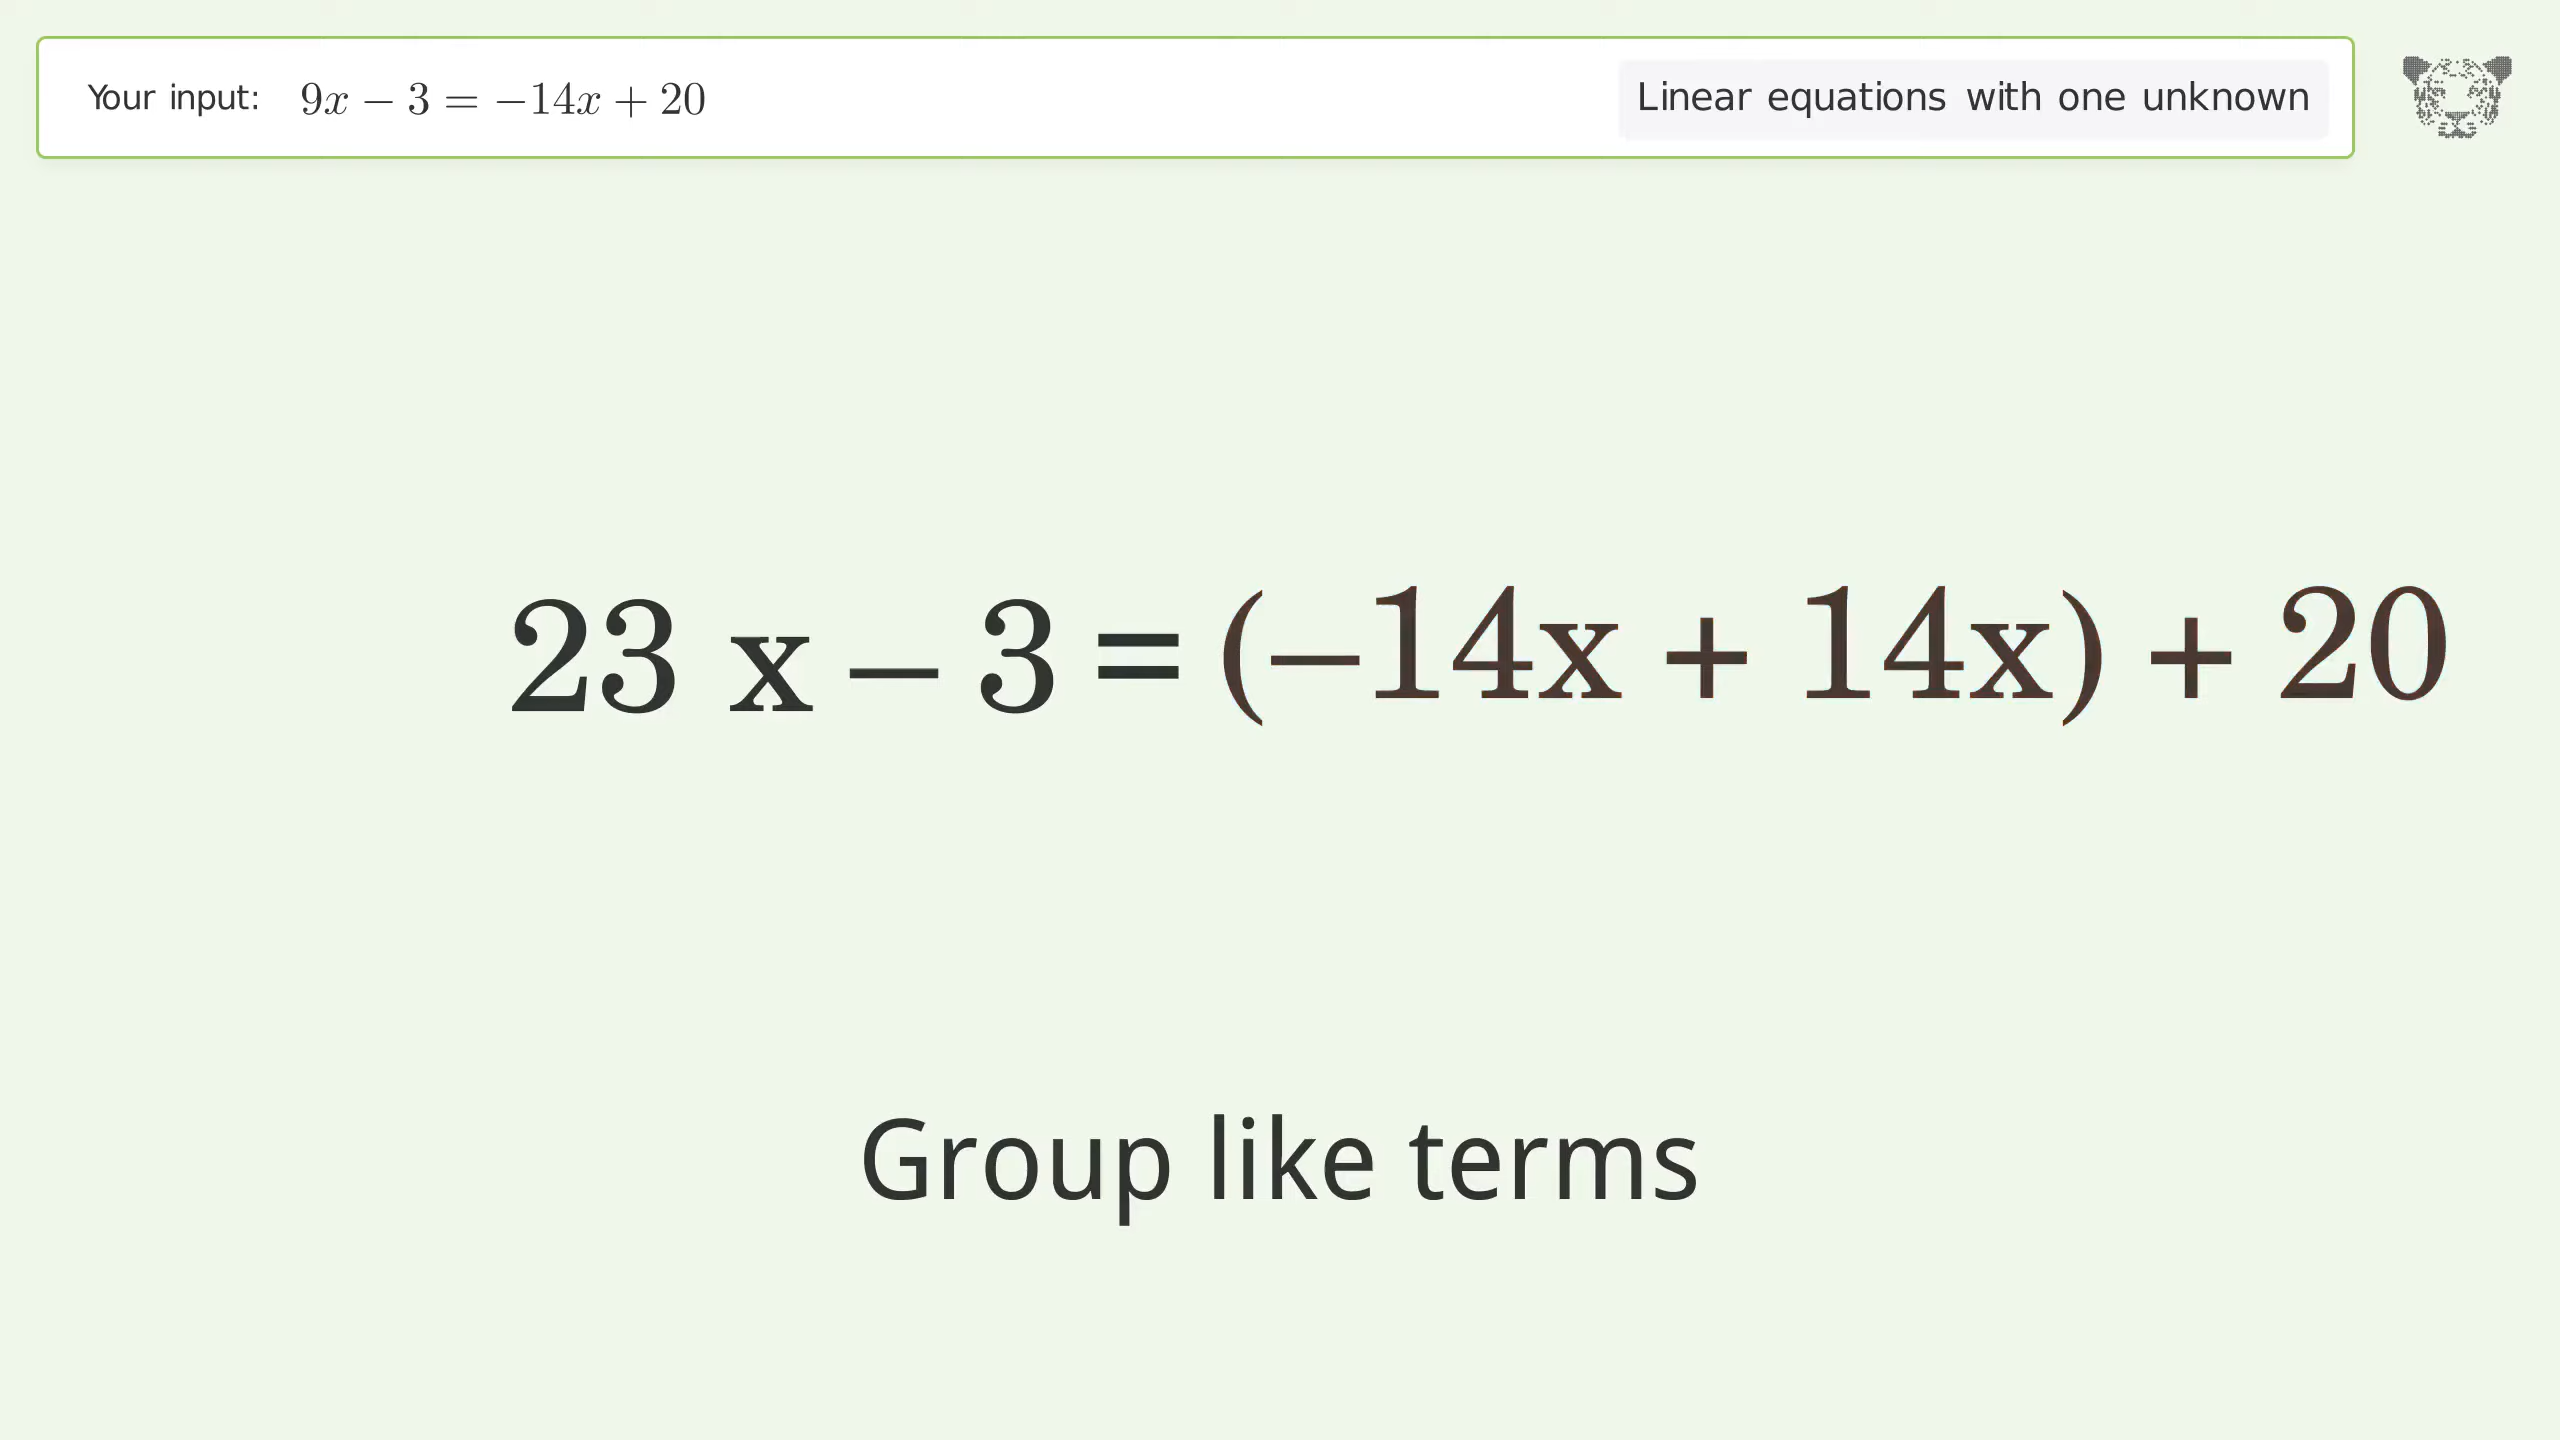 Your input: 9x − 3 = −14x + 20
Linear equations with one unknown
23 x – 3 = (–14x + 14x) + 20
Group like terms